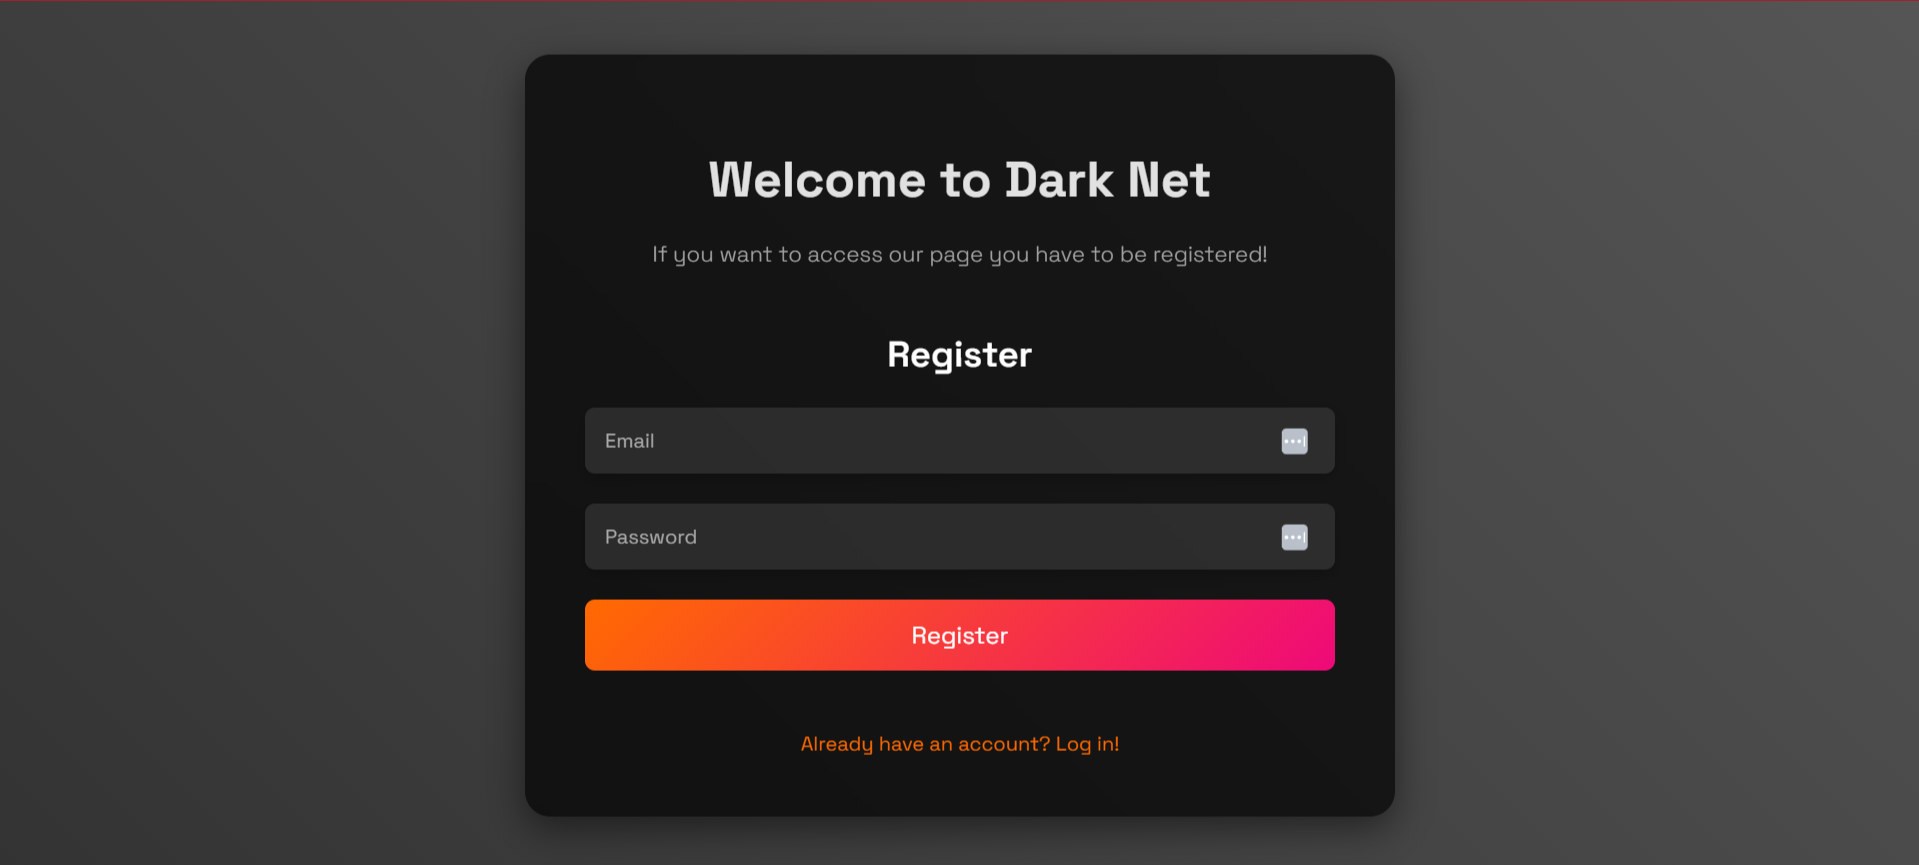 Welcome to Dark Net
If you want to access our page you have to be registered!
Register
Email
Password
Register
Already have an account? Log in!